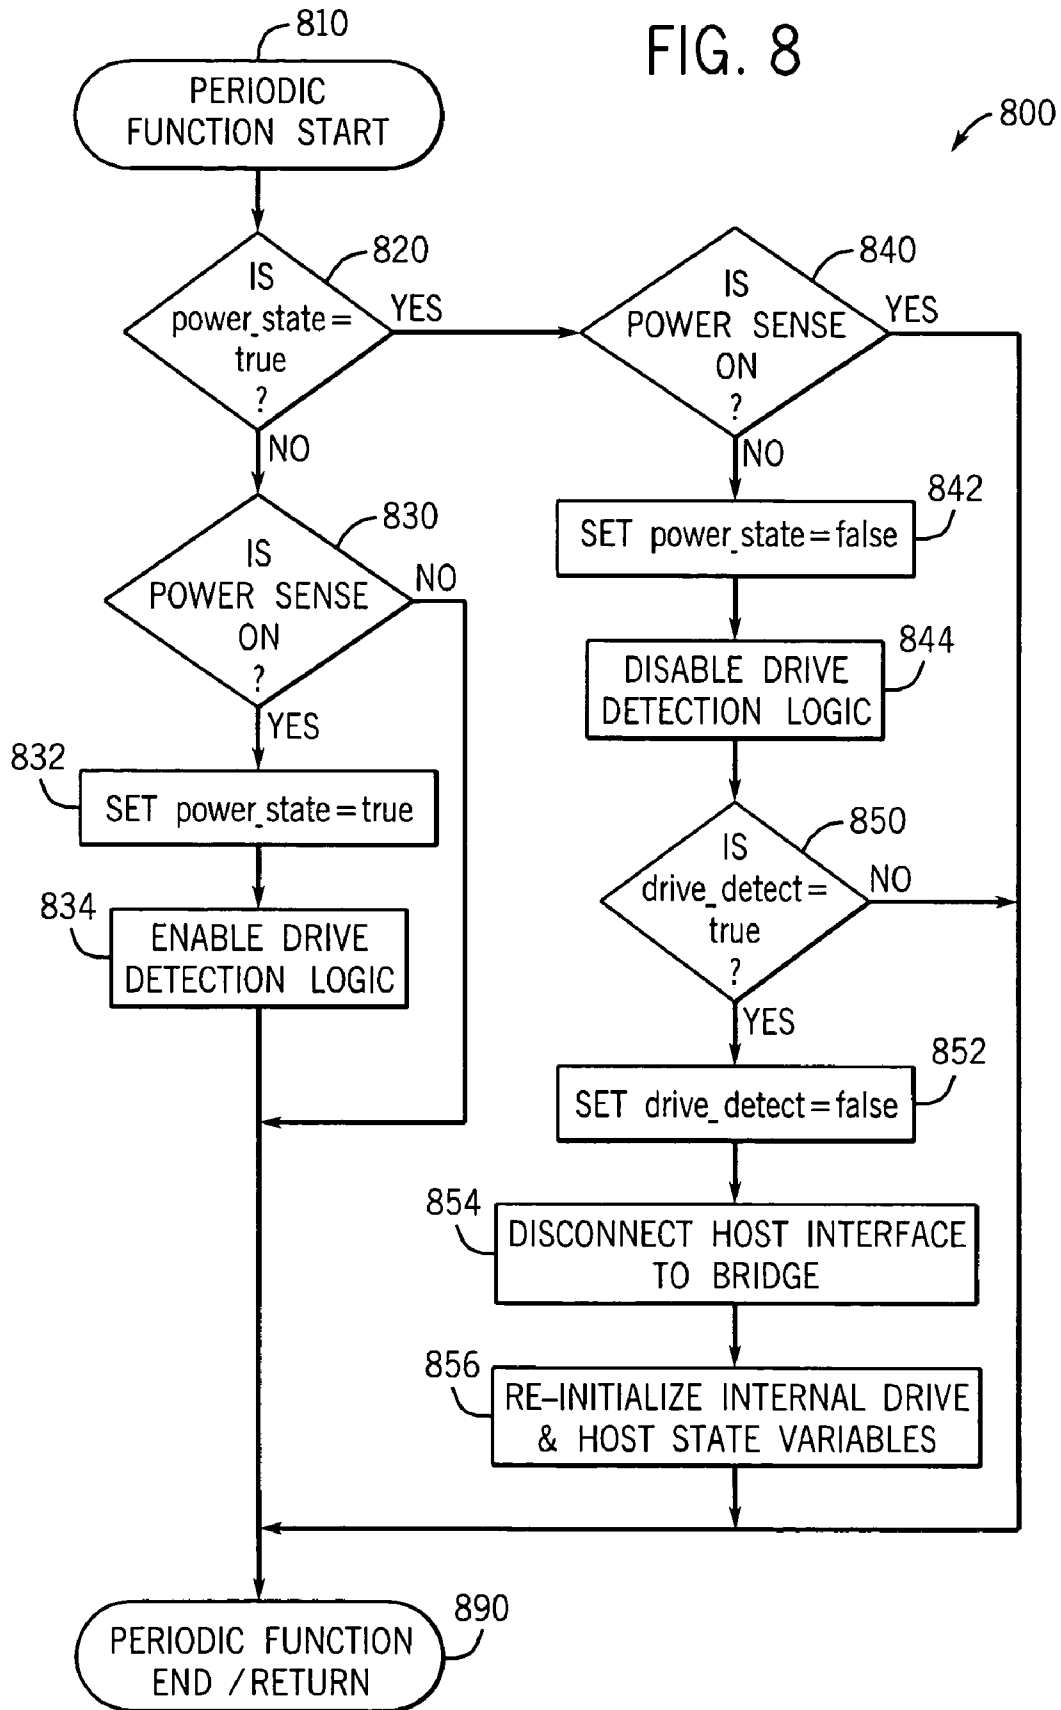 FIG. 8
800
810
PERIODIC
FUNCTION START
820
IS
power_state=
true
?
YES
NO
840
IS
POWER SENSE
ON
?
YES
NO
830
IS
POWER SENSE
ON
?
NO
YES
832
SET power_state=true
834
ENABLE DRIVE
DETECTION LOGIC
842
SET power_state=false
844
DISABLE DRIVE
DETECTION LOGIC
850
IS
drive_detect=
true
?
NO
YES
852
SET drive_detect=false
854
DISCONNECT HOST INTERFACE
TO BRIDGE
856
RE-INITIALIZE INTERNAL DRIVE
& HOST STATE VARIABLES
890
PERIODIC FUNCTION
END /RETURN